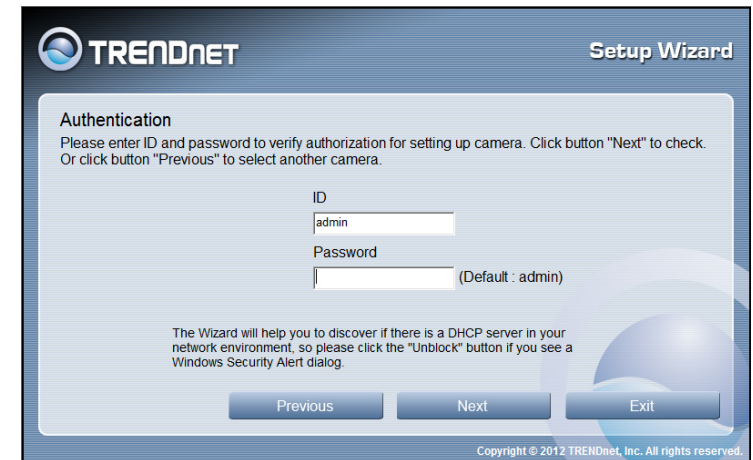 TRENDNET
Setup Wizard
Authentication
Please enter ID and password to verify authorization for setting up camera. Click button "Next" to check.
Or click button "Previous" to select another camera.
ID
admin
Password
(Default : admin)
The Wizard will help you to discover if there is a DHCP server in your
network environment, so please click the "Unblock" button if you see a
Windows Security Alert dialog.
Previous
Next
Exit
Copyright © 2012 TRENDnet, Inc. All rights reserved.